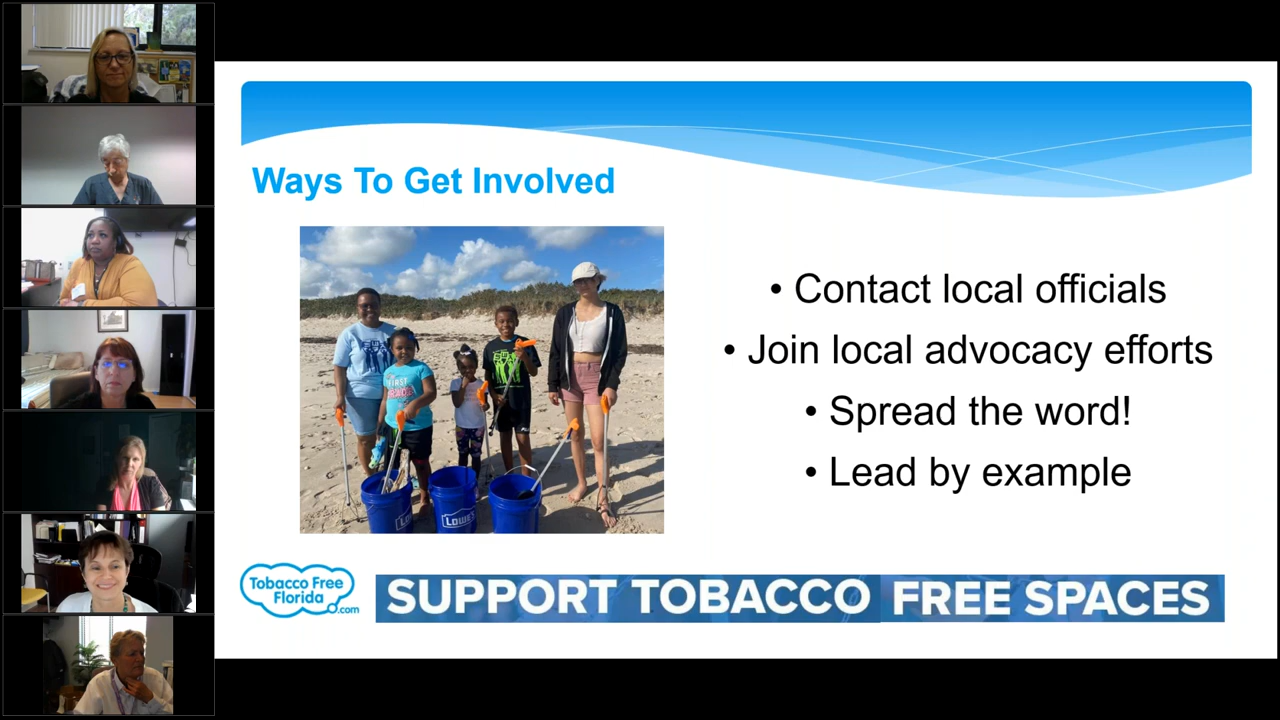 Ways To Get Involved
• Contact local officials
• Join local advocacy efforts
• Spread the word!
• Lead by example
LOWE'S
Tobacco Free
Florida
.com
SUPPORT TOBACCO FREE SPACES